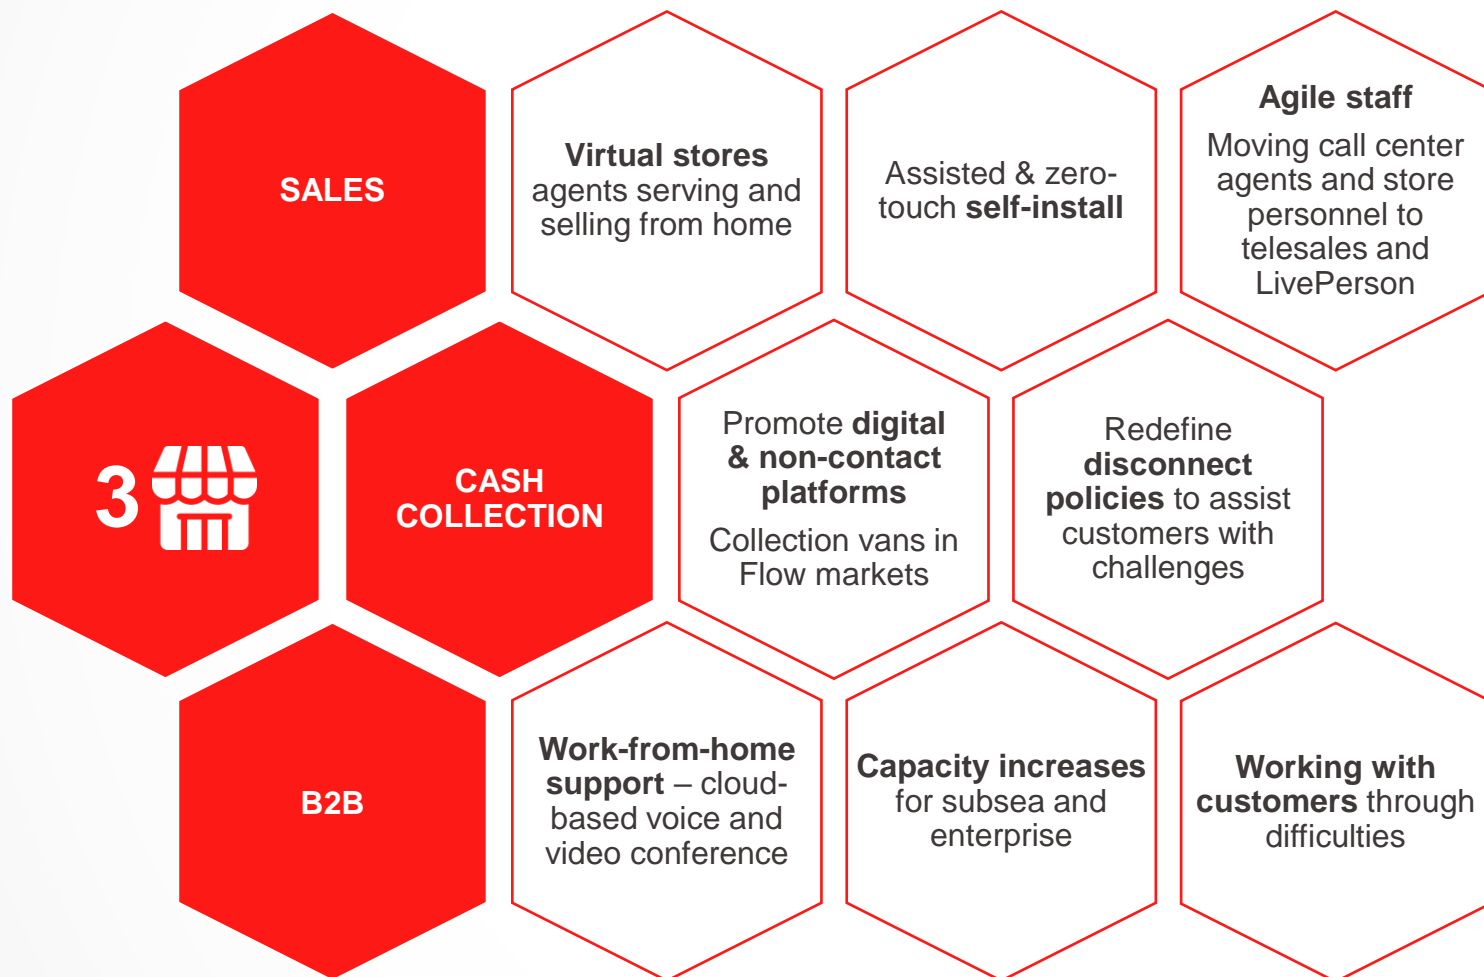 SALES
Virtual stores
agents serving and
selling from home
Assisted & zero-
touch self-install
Agile staff
Moving call center
agents and store
personnel to
telesales and
LivePerson
3
CASH
COLLECTION
Promote digital
& non-contact
platforms
Collection vans in
Flow markets
Redefine
disconnect
policies to assist
customers with
challenges
B2B
Work-from-home
support – cloud-
based voice and
video conference
Capacity increases
for subsea and
enterprise
Working with
customers through
difficulties